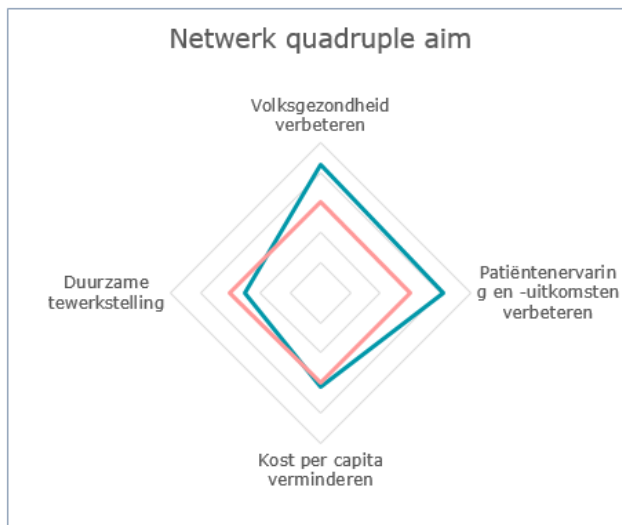 Netwerk quadruple aim
Volksgezondheid
verbeteren
Patiëntenervarin
g en -uitkomsten
verbeteren
Duurzame
tewerkstelling
Kost per capita
verminderen